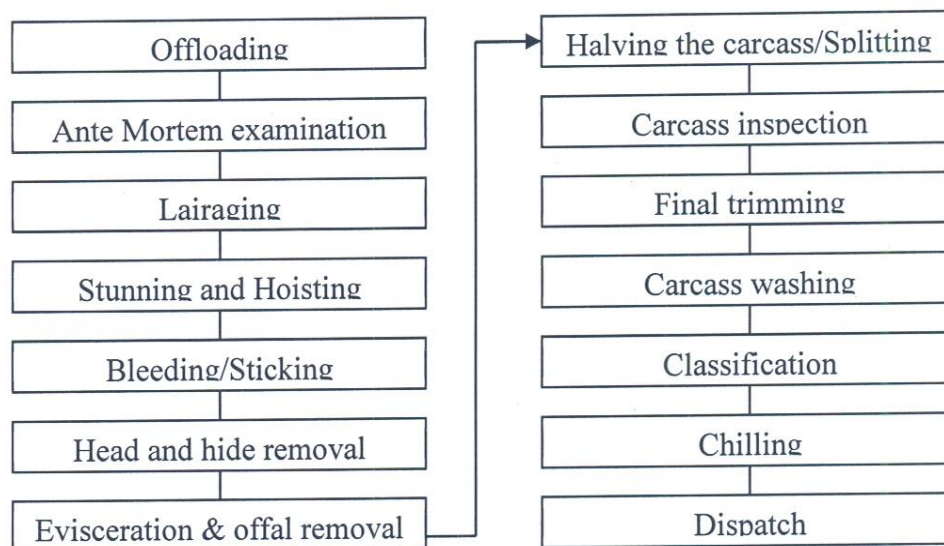 Offloading
Ante Mortem examination
Lairaging
Stunning and Hoisting
Bleeding/Sticking
Head and hide removal
Evisceration & offal removal
Halving the carcass/Splitting
Carcass inspection
Final trimming
Carcass washing
Classification
Chilling
Dispatch